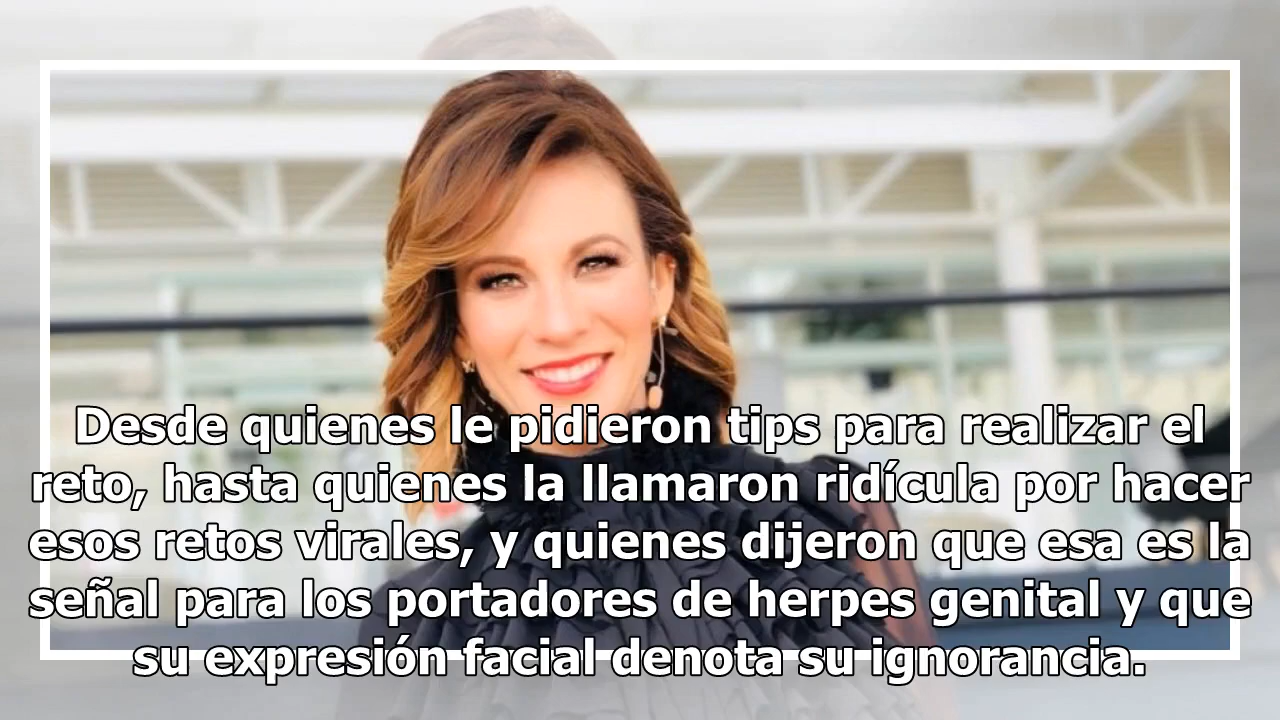 Desde quienes le pidieron tips para realizar el
reto, hasta quienes la llamaron ridícula por hacer
esos retos virales, y quienes dijeron que esa es la
señal para los portadores de herpes genital y que
su expresión facial denota su ignorancia.